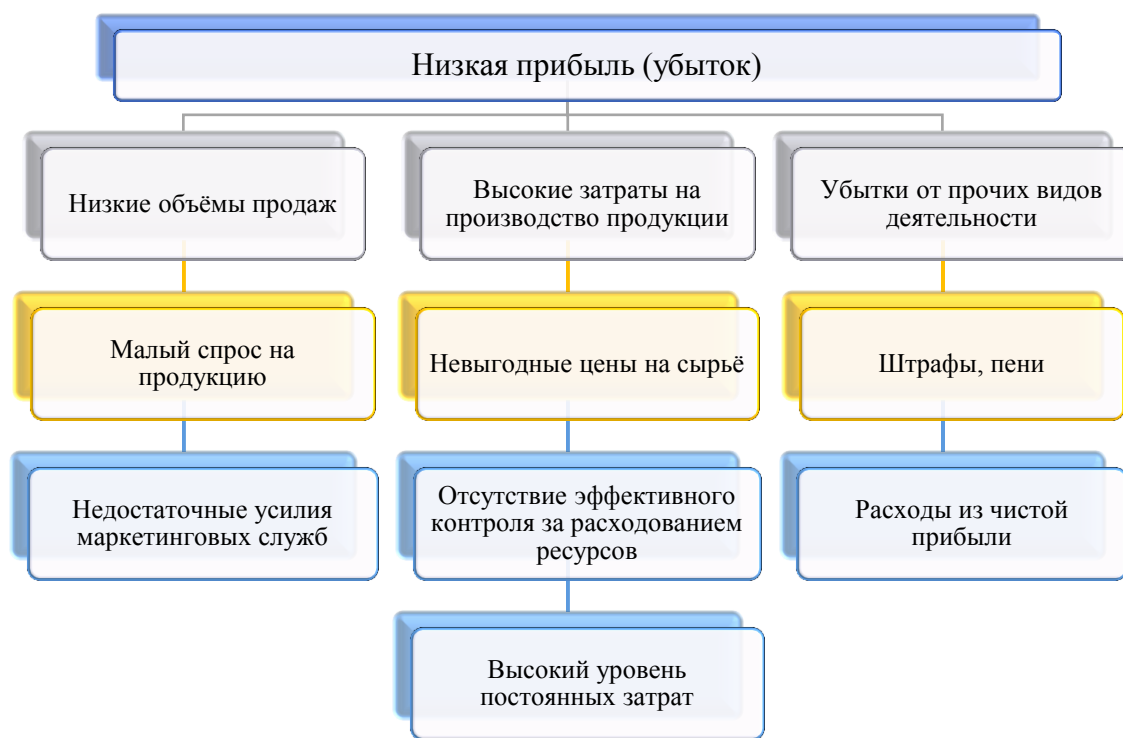 Низкая прибыль (убыток)
Низкие объёмы продаж
Высокие затраты на
производство продукции
Убытки от прочих видов
деятельности
Малый спрос на
продукцию
Невыгодные цены на сырьё
Штрафы, пени
Недостаточные усилия
маркетинговых служб
Отсутствие эффективного
контроля за расходованием
ресурсов
Расходы из чистой
прибыли
Высокий уровень
постоянных затрат